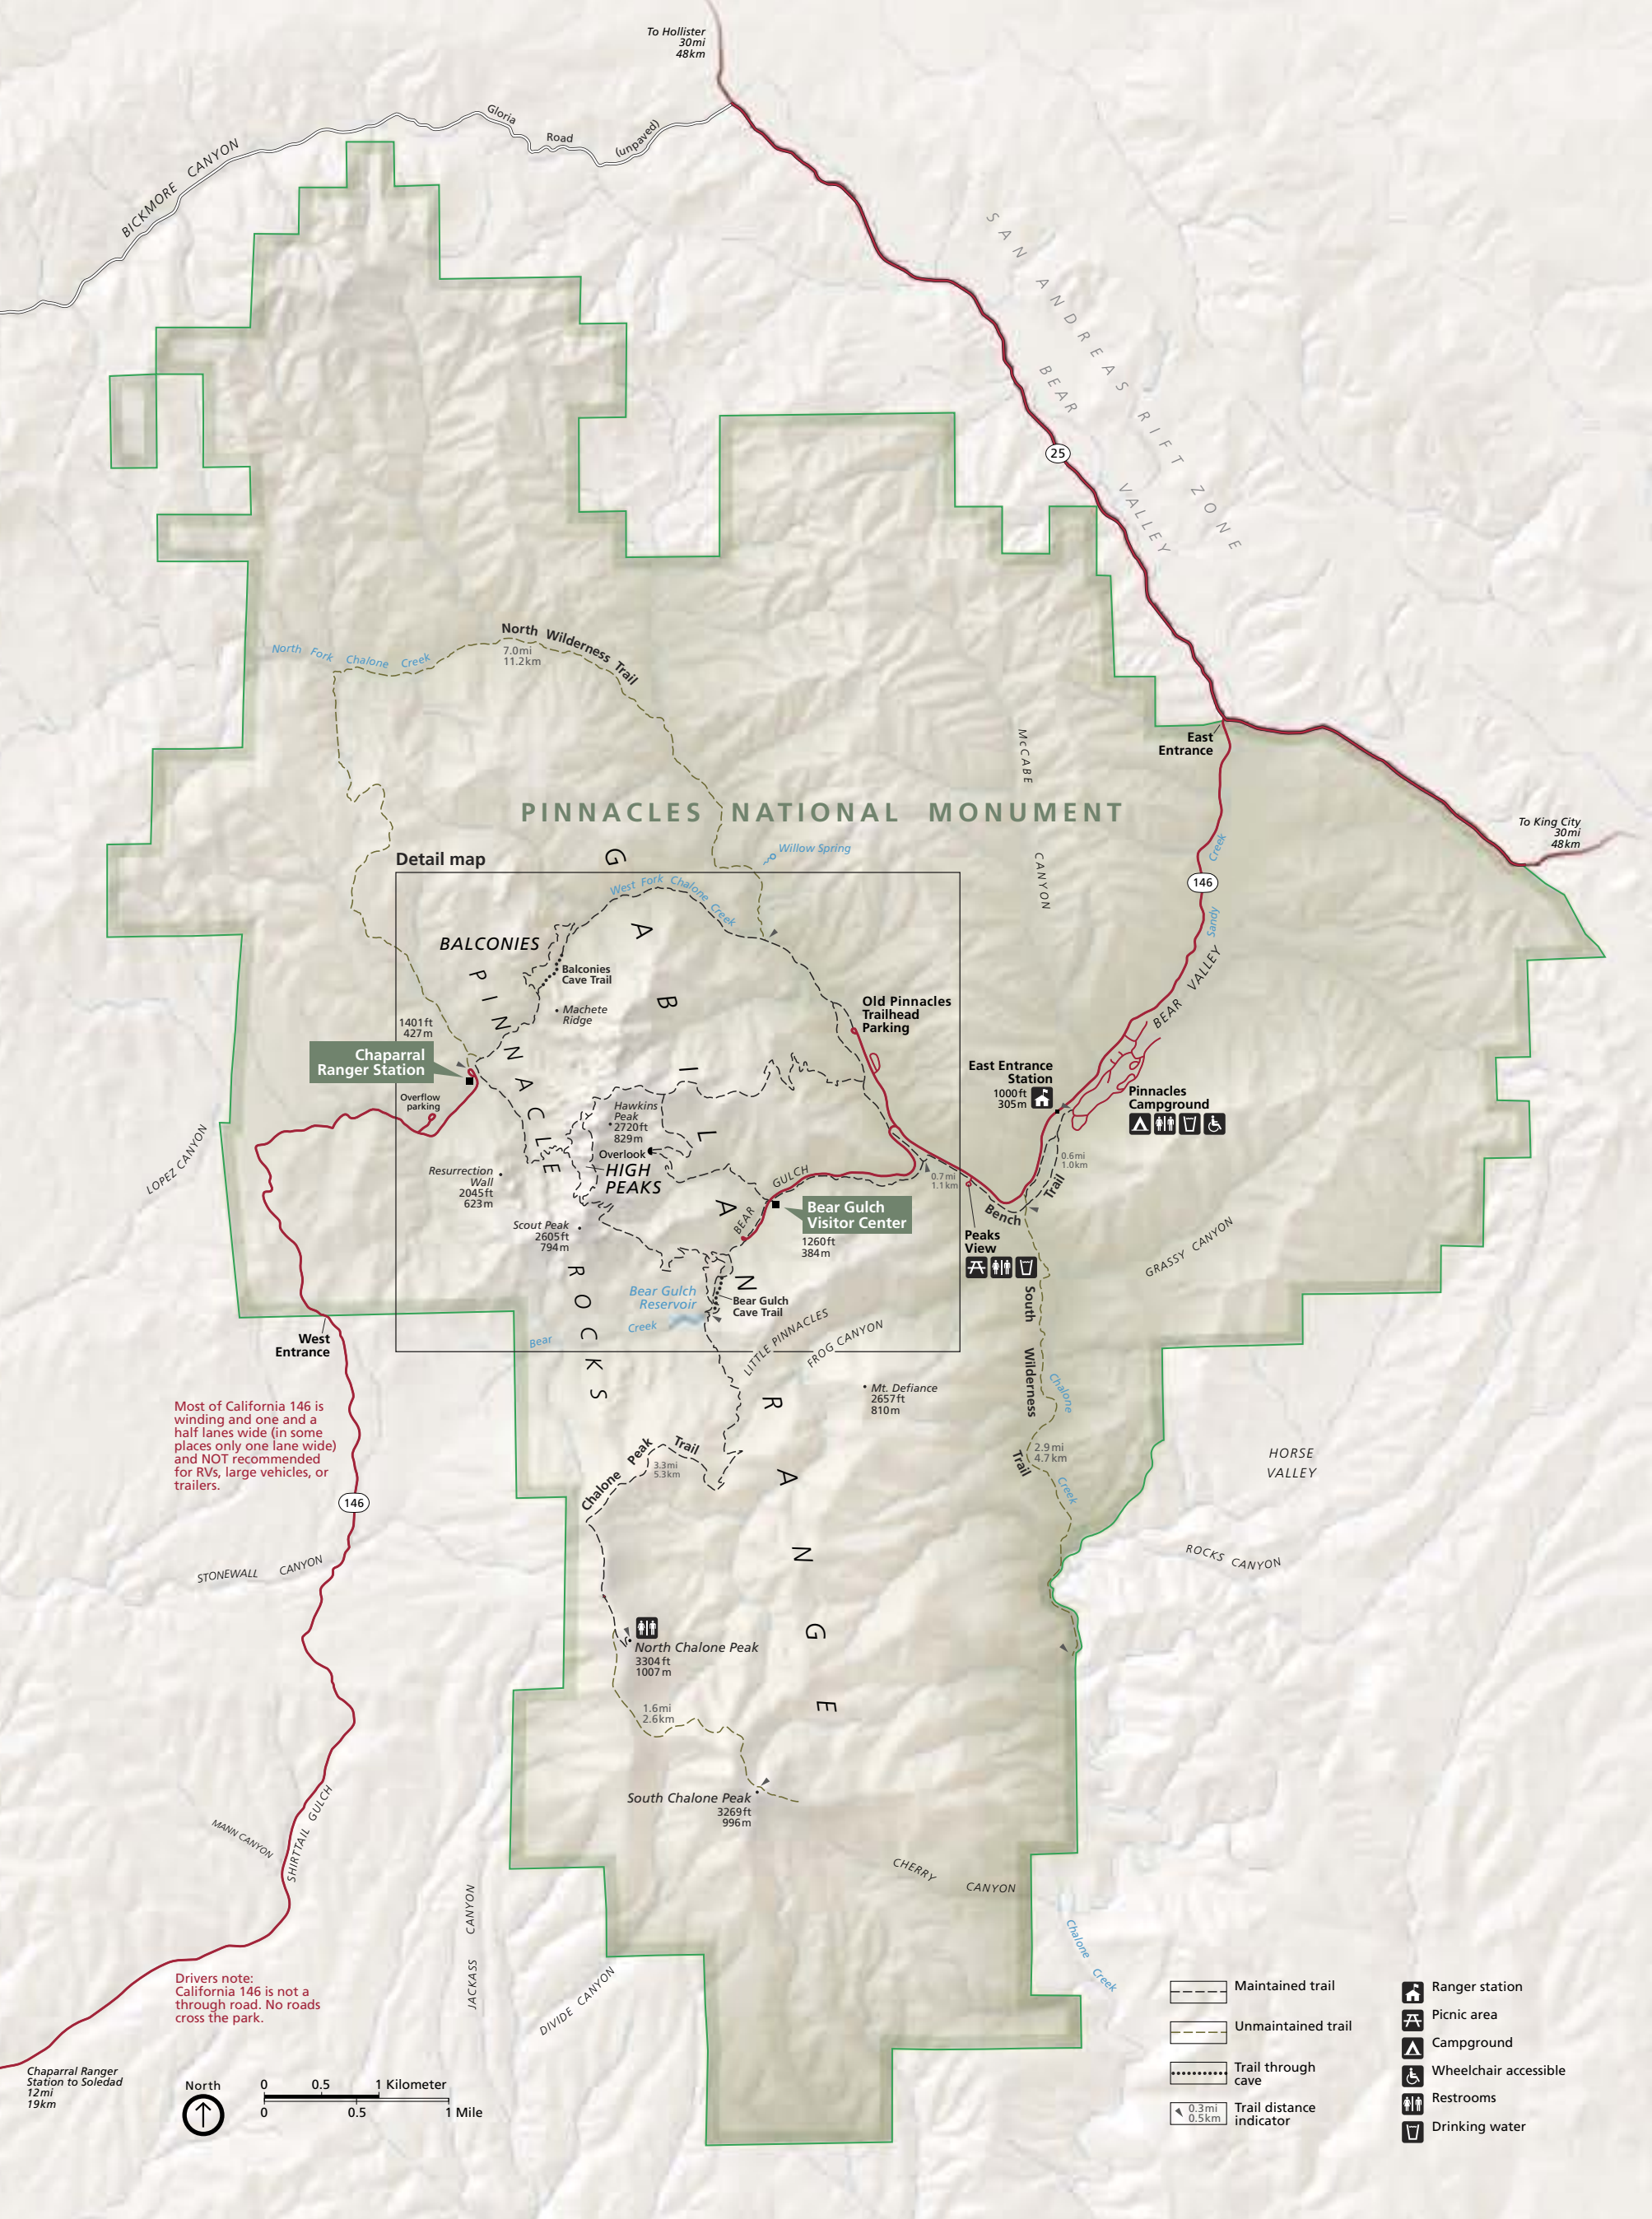 To Hollister
30mi
48km
Gloria
Road
(unpaved)
BICKMORE CANYON
SAN ANDREAS RIFT ZONE
BEAR VALLEY
25
North Wilderness Trail
7.0mi
11.2km
North Fork Chalone Creek
East
Entrance
McCABE CANYON
PINNACLES NATIONAL MONUMENT
To King City
30mi
48km
Willow Spring
Detail map
West Fork Chalone Creek
146
Sandy Creek
BEAR VALLEY
GABILAN RANGE
BALCONIES
PINNACLE ROCKS
Balconies
Cave Trail
Machete
Ridge
Old Pinnacles
Trailhead
Parking
1401ft
427m
Chaparral
Ranger Station
Overflow
parking
East Entrance
Station
1000ft
305m
Pinnacles
Campground
Hawkins
Peak
2720ft
829m
Overlook
HIGH
PEAKS
LOPEZ CANYON
Resurrection
Wall
2045ft
623m
0.6mi
1.0km
0.7mi
1.1km
Bench Trail
BEAR GULCH
Bear Gulch
Visitor Center
1260ft
384m
Scout Peak
2605ft
794m
Peaks
View
GRASSY CANYON
Bear Gulch
Reservoir
Bear Gulch
Cave Trail
Bear Creek
LITTLE PINNACLES
FROG CANYON
South Wilderness Trail
West
Entrance
Mt. Defiance
2657ft
810m
Chalone Creek
2.9mi
4.7km
Most of California 146 is
winding and one and a
half lanes wide (in some
places only one lane wide)
and NOT recommended
for RVs, large vehicles, or
trailers.
146
Chalone Peak Trail
3.3mi
5.3km
HORSE
VALLEY
ROCKS CANYON
STONEWALL CANYON
North Chalone Peak
3304ft
1007m
1.6mi
2.6km
South Chalone Peak
3269ft
996m
MANN CANYON
SHIRTTAIL GULCH
CHERRY CANYON
JACKASS CANYON
DIVIDE CANYON
Chalone Creek
Drivers note:
California 146 is not a
through road. No roads
cross the park.
Chaparral Ranger
Station to Soledad
12mi
19km
North
0 0.5 1 Kilometer
0 0.5 1 Mile
Maintained trail
Unmaintained trail
Trail through
cave
0.3mi
0.5km
Trail distance
indicator
Ranger station
Picnic area
Campground
Wheelchair accessible
Restrooms
Drinking water